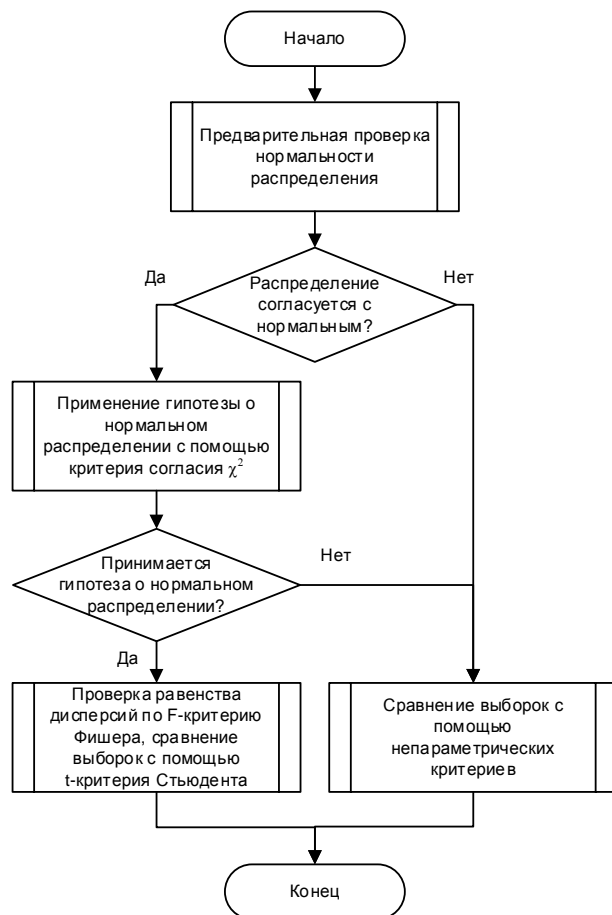 Начало
Предварительная проверка
нормальности
распределения
Да
Нет
Распределение
согласуется с
нормальным?
Применение гипотезы о
нормальном
распределении с помощью
критерия согласия χ²
Принимается
гипотеза о нормальном
распределении?
Нет
Да
Проверка равенства
дисперсий по F-критерию
Фишера, сравнение
выборок с помощью
t-критерия Стьюдента
Сравнение выборок с
помощью
непараметрических
критериев
Конец